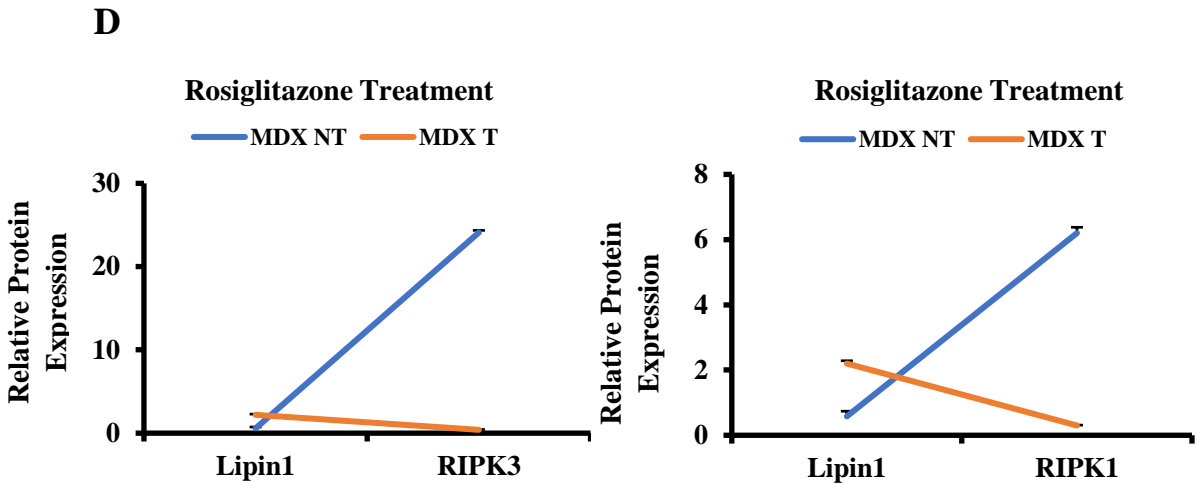 D
Rosiglitazone Treatment
MDX NT MDX T
30
20
10
0
Relative Protein
Expression
Lipin1 RIPK3
Rosiglitazone Treatment
MDX NT MDX T
8
6
4
2
0
Relative Protein
Expression
Lipin1 RIPK1